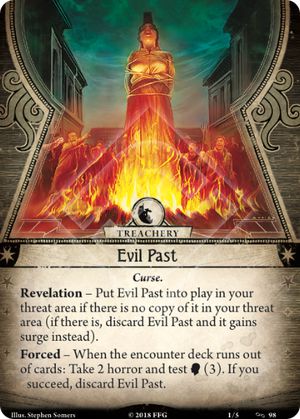 TREACHERY
Evil Past
Curse.
Revelation – Put Evil Past into play in your
threat area if there is no copy of it in your threat
area (if there is, discard Evil Past and it gains
surge instead).
Forced – When the encounter deck runs out
of cards: Take 2 horror and test (3). If you
succeed, discard Evil Past.
Illus. Stephen Somers
© 2018 FFG
1/5
98